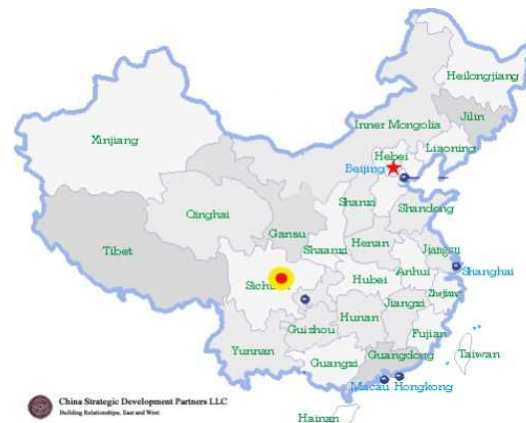 Heilongjiang
Jilin
Inner Mongolia
Liaoning
Xinjiang
Hebei
Beijing
Shanxi
Shandong
Qinghai
Gansu
Shaanxi
Henan
Jiangsu
Tibet
Anhui
Shanghai
Hubei
Zhejiang
Jiangxi
Hunan
Guizhou
Fujian
Yunnan
Guangxi
Guangdong
Taiwan
Macau
Hongkong
Hainan
China Strategic Development Partners LLC
Building Relationships, East and West